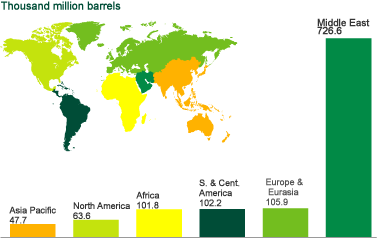 Thousand million barrels
Asia Pacific
47.7
North America
63.6
Africa
101.8
S. & Cent.
America
102.2
Europe &
Eurasia
105.9
Middle East
726.6